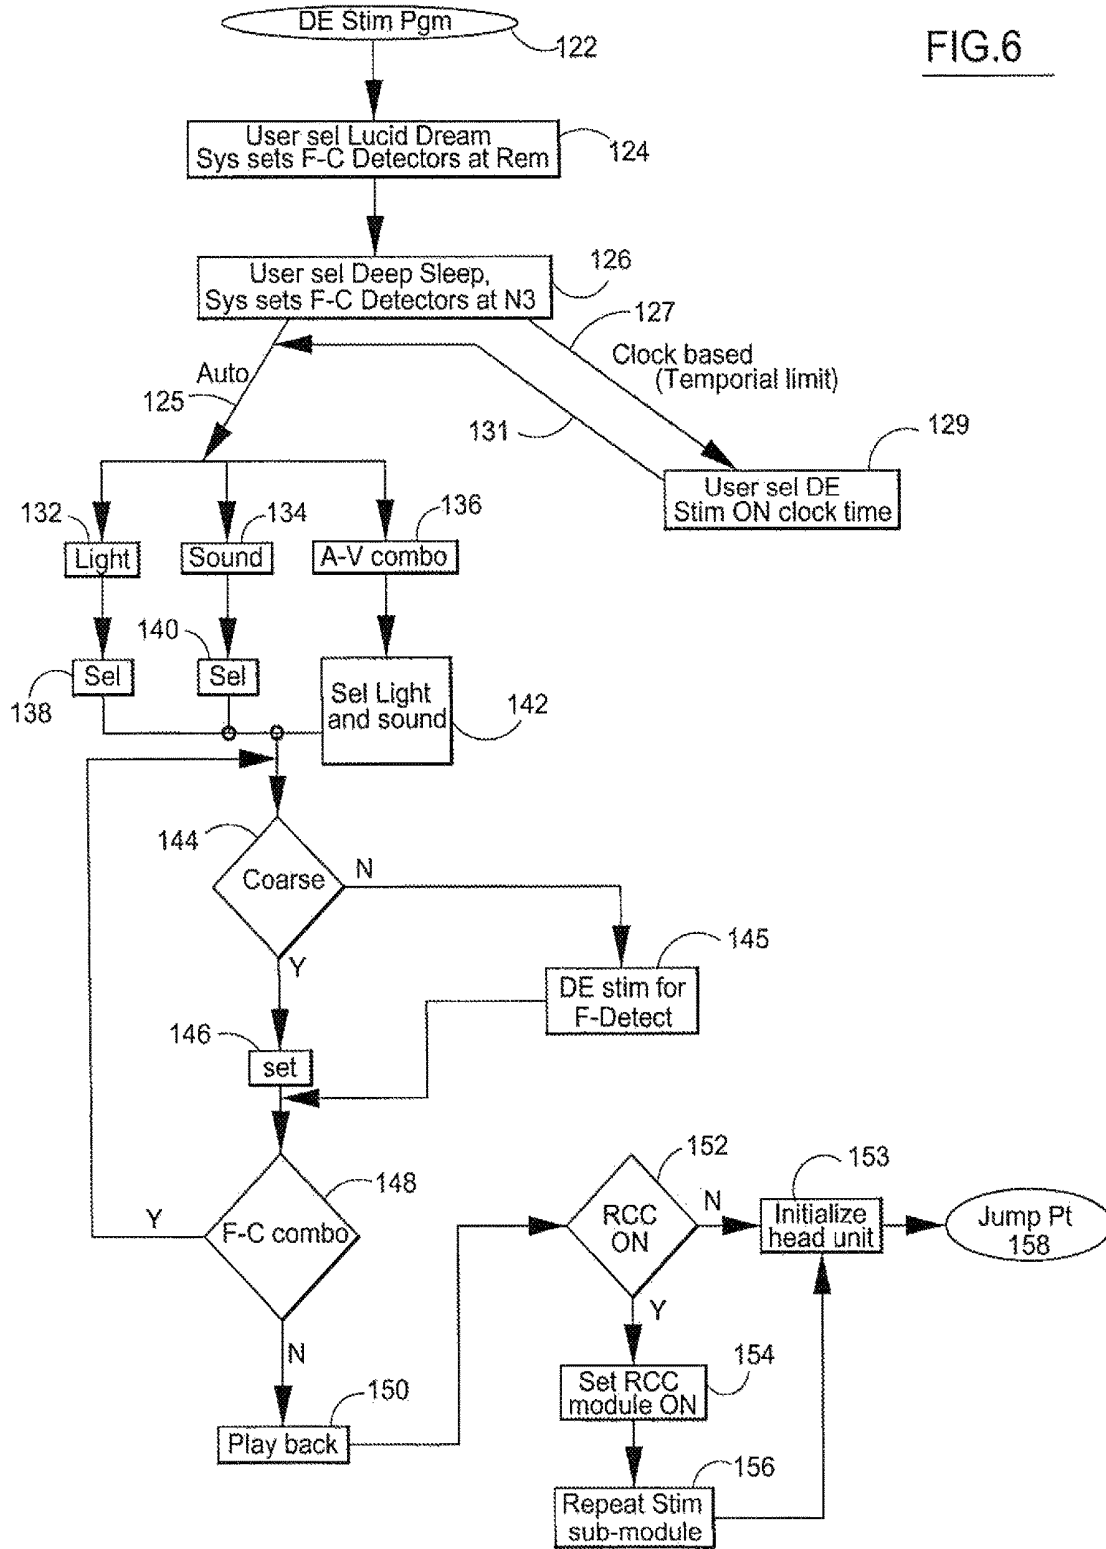 DE Stim Pgm
122
FIG.6
User sel Lucid Dream
Sys sets F-C Detectors at Rem
124
User sel Deep Sleep,
Sys sets F-C Detectors at N3
126
127
Clock based
(Temporial limit)
Auto
125
131
129
User sel DE
Stim ON clock time
132
134
136
Light
Sound
A-V combo
140
Sel
Sel
138
Sel Light
and sound
142
144
Coarse
N
Y
145
DE stim for
F-Detect
146
set
148
F-C combo
Y
N
150
Play back
152
RCC
ON
N
Y
153
Initialize
head unit
Jump Pt
158
154
Set RCC
module ON
156
Repeat Stim
sub-module